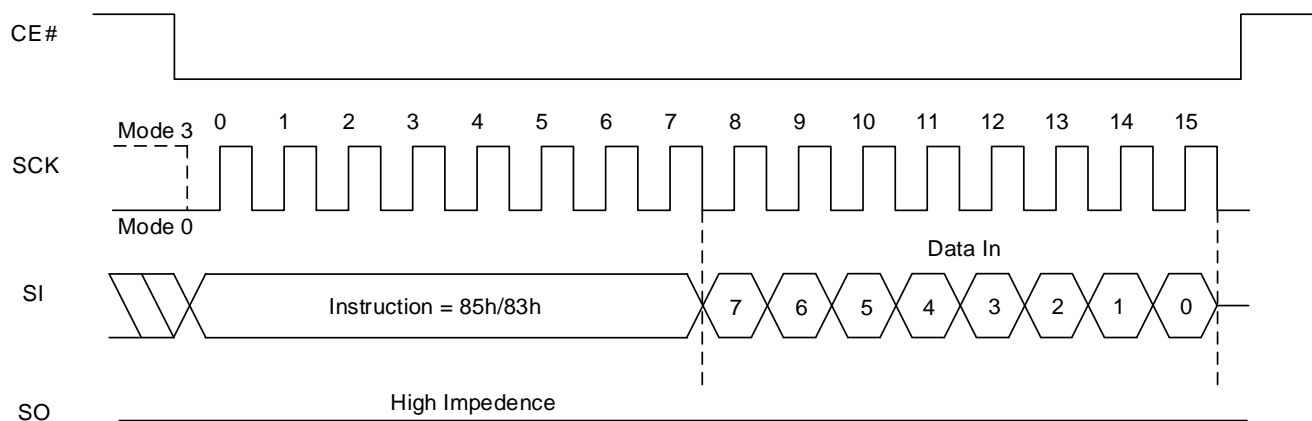 CE#
Mode 3
0 1 2 3 4 5 6 7 8 9 10 11 12 13 14 15
SCK
Mode 0
Data In
SI
Instruction = 85h/83h
7 6 5 4 3 2 1 0
High Impedence
SO